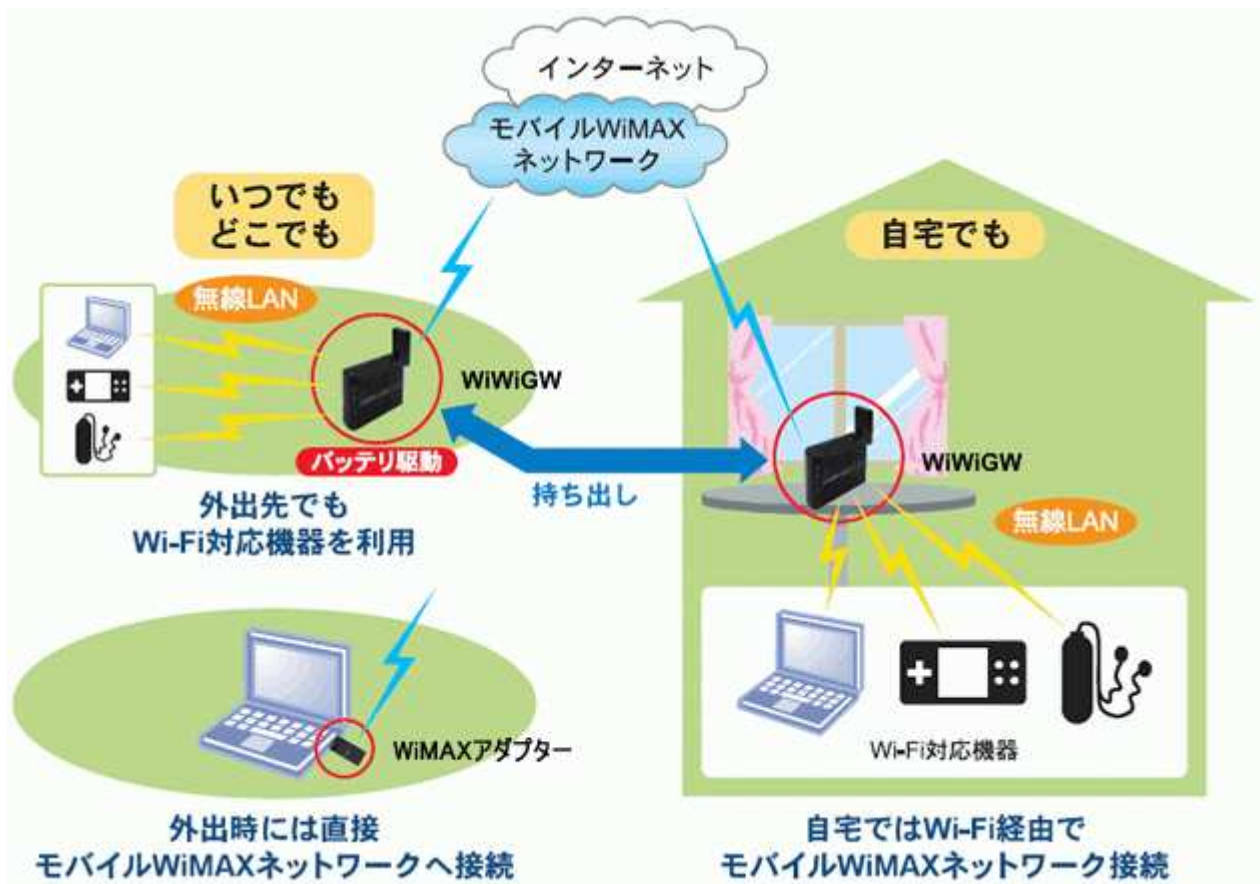 インターネット
モバイルWiMAX
ネットワーク
いつでも
どこでも
自宅でも
無線LAN
WiWiGW
バッテリ駆動
持ち出し
WiWiGW
無線LAN
外出先でも
Wi-Fi対応機器を利用
WiMAXアダプター
Wi-Fi対応機器
外出時には直接
モバイルWiMAXネットワークへ接続
自宅ではWi-Fi経由で
モバイルWiMAXネットワーク接続